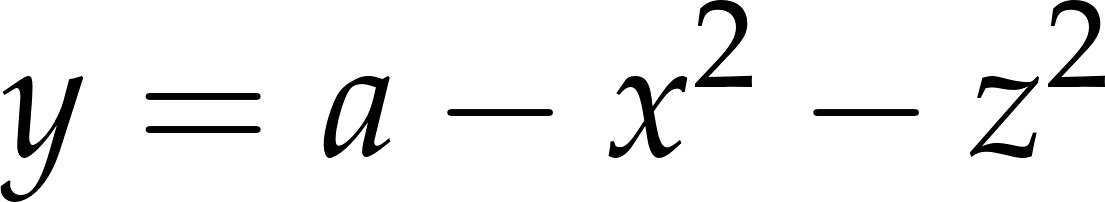 y = a − x² − z²